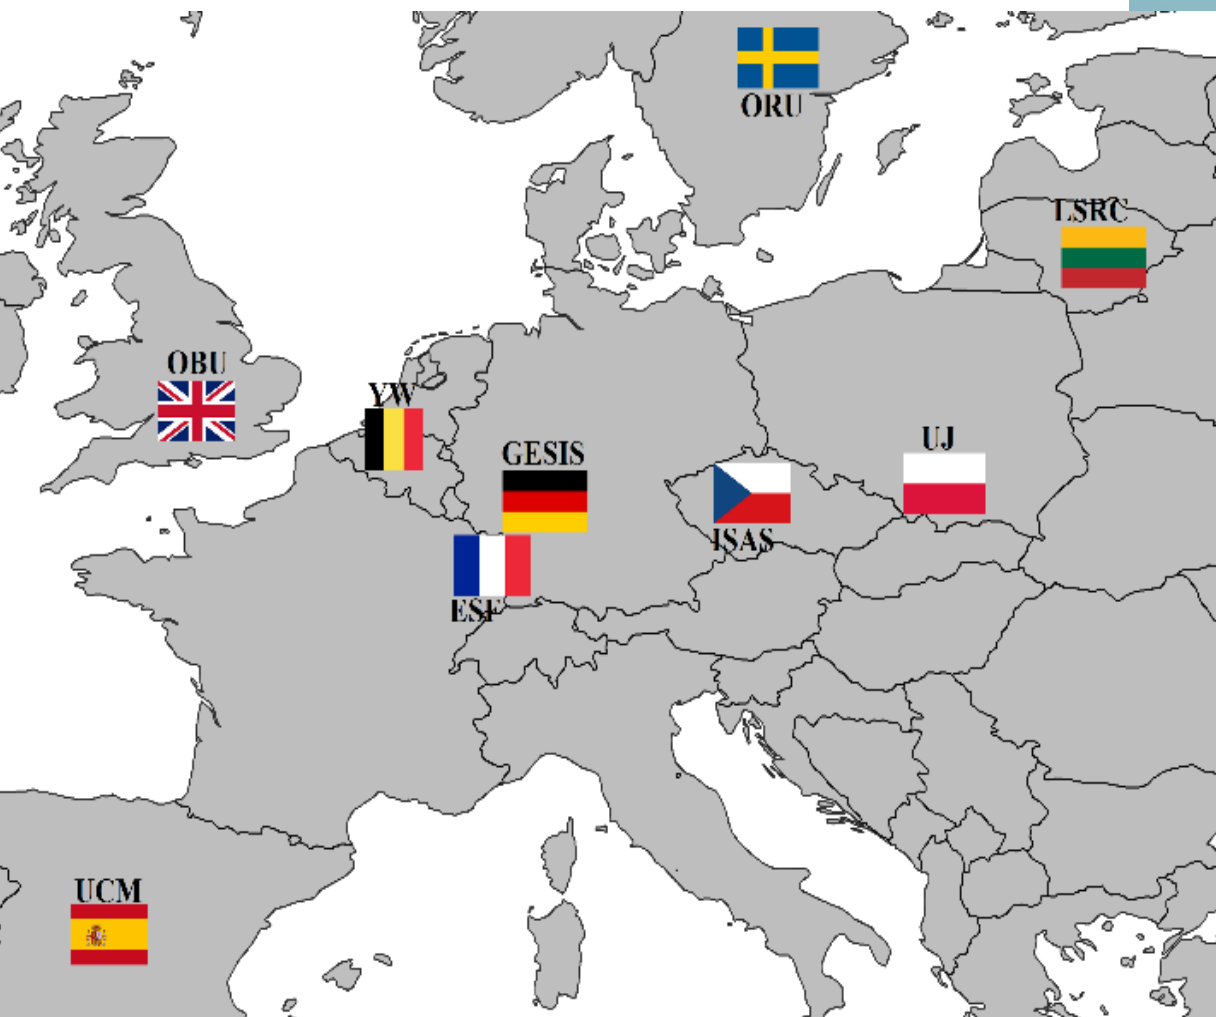 ORU
LSRC
OBU
YW
GESIS
UJ
ISAS
ESF
UCM